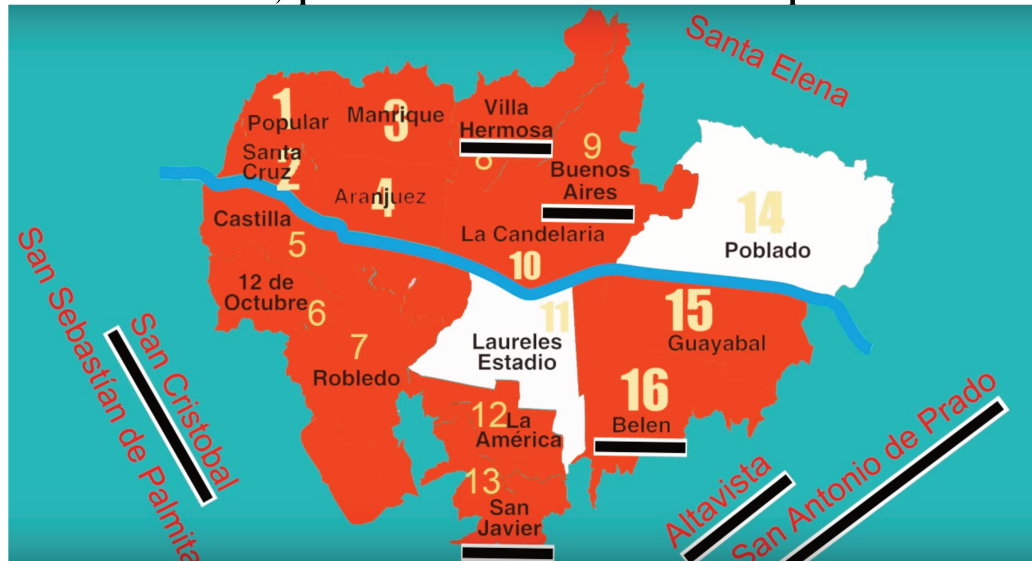 Santa Elena
1
Popular
Manrique
3
Villa
Hermosa
8
9
Buenos
Aires
Santa
Cruz
2
Aranjuez
4
14
Poblado
Castilla
5
La Candelaria
10
12 de
Octubre
6
11
Laureles
Estadio
15
Guayabal
7
Robledo
16
Belen
12
La
América
13
San
Javier
San Cristobal
San Sebastían de Palmita
Altavista
San Antonio de Prado